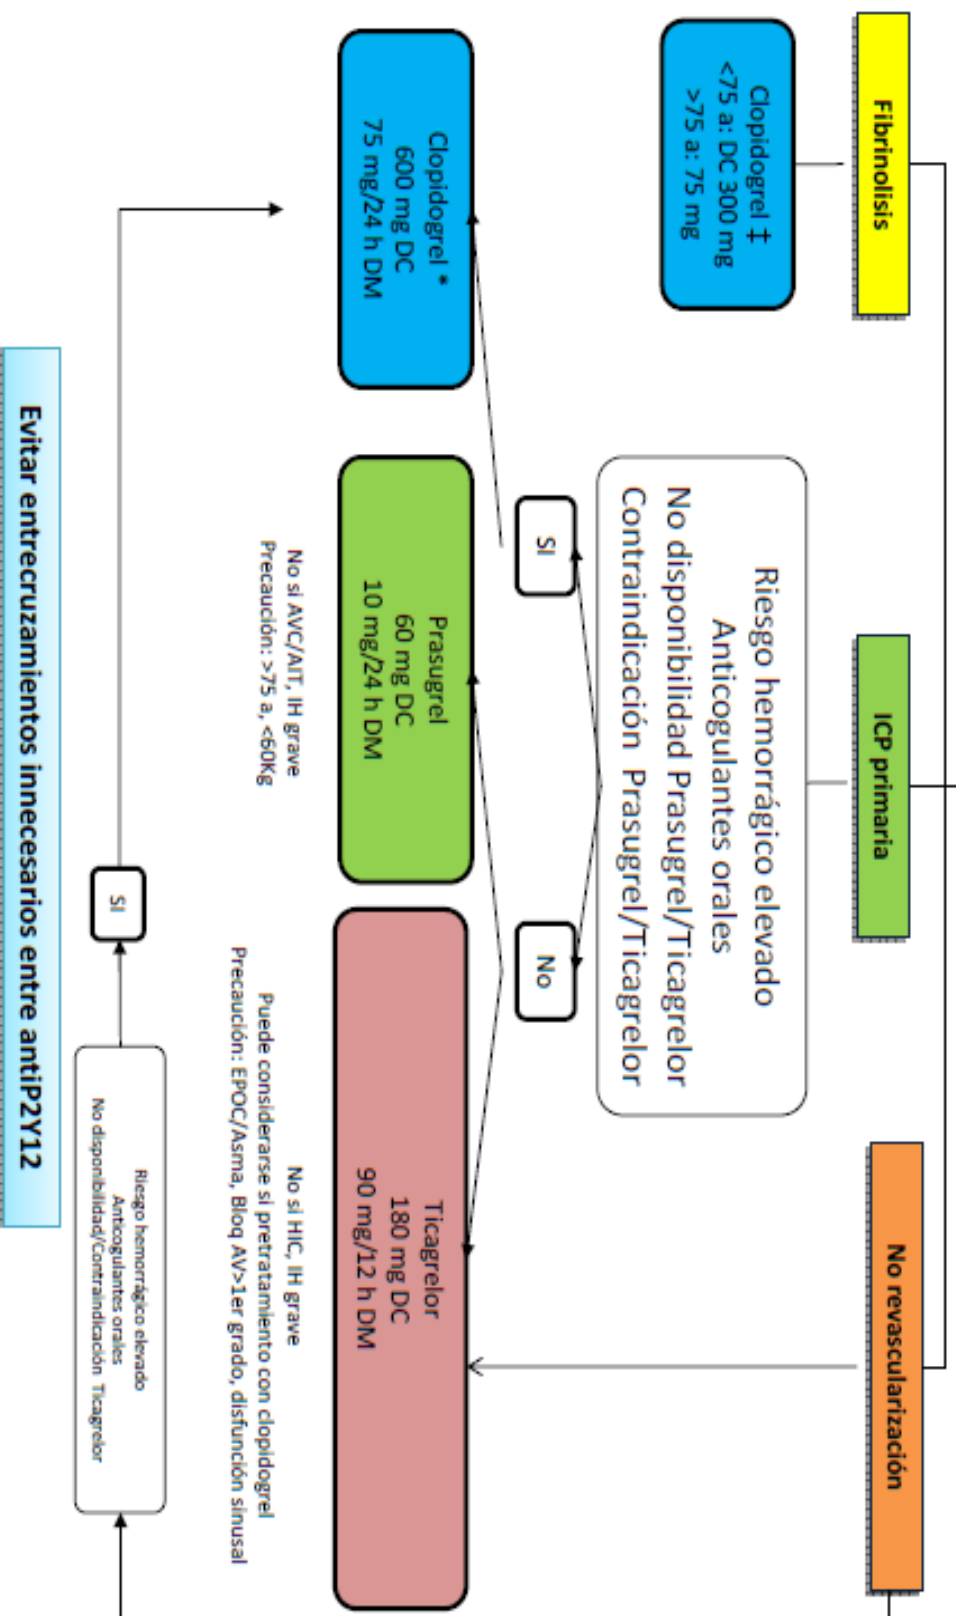 Fibrinolisis
ICP primaria
No revascularización
Clopidogrel ‡
<75 a: DC 300 mg
>75 a: 75 mg
Riesgo hemorrágico elevado
Anticogulantes orales
No disponibilidad Prasugrel/Ticagrelor
Contraindicación Prasugrel/Ticagrelor
SI
No
Clopidogrel *
600 mg DC
75 mg/24 h DM
Prasugrel
60 mg DC
10 mg/24 h DM
Ticagrelor
180 mg DC
90 mg/12 h DM
No si AVC/AIT, IH grave
Precaución: >75 a, <60Kg
No si HIC, IH grave
Puede considerarse si pretratamiento con clopidogrel
Precaución: EPOC/Asma, Bloq AV>1er grado, disfunción sinusal
SI
Riesgo hemorrágico elevado
Anticogulantes orales
No disponibilidad/Contraindicación Ticagrelor
Evitar entrecruzamientos innecesarios entre antiP2Y12